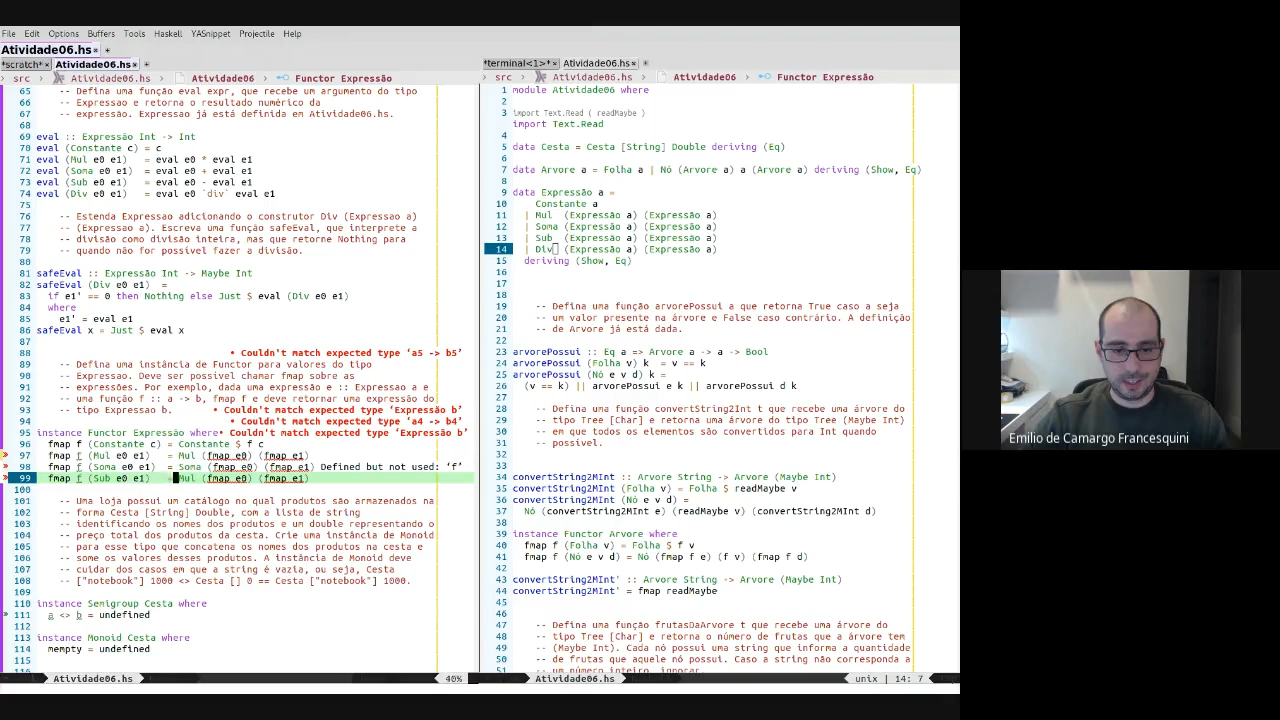 File Edit Options Buffers Tools Haskell YASnippet Projectile Help
Atividade06.hs× +
*scratch*× Atividade06.hs× +
src > Atividade06.hs > Atividade06 > Functor Expressão
65 -- Defina uma função eval expr, que recebe um argumento do tipo
66 -- Expressao e retorna o resultado numérico da
67 -- expressão. Expressao já está definida em Atividade06.hs.
68
69 eval :: Expressão Int -> Int
70 eval (Constante c) = c
71 eval (Mul e0 e1)   = eval e0 * eval e1
72 eval (Soma e0 e1)  = eval e0 + eval e1
73 eval (Sub e0 e1)   = eval e0 - eval e1
74 eval (Div e0 e1)   = eval e0 `div` eval e1
75
76 -- Estenda Expressao adicionando o construtor Div (Expressao a)
77 -- (Expressao a). Escreva uma função safeEval, que interprete a
78 -- divisão como divisão inteira, mas que retorne Nothing para
79 -- quando não for possível fazer a divisão.
80
81 safeEval :: Expressão Int -> Maybe Int
82 safeEval (Div e0 e1)  =
83 if e1' == 0 then Nothing else Just $ eval (Div e0 e1)
84 where
85 e1' = eval e1
86 safeEval x = Just $ eval x
87
88 • Couldn't match expected type ‘a5 -> b5’
89 -- Defina uma instância de Functor para valores do tipo
90 -- Expressao. Deve ser possível chamar fmap sobre as
91 -- expressões. Por exemplo, dada uma expressão e :: Expressao a e
92 -- uma função f :: a -> b, fmap f e deve retornar uma expressão do
93 -- tipo Expressao b. • Couldn't match expected type ‘Expressão b’
94 • Couldn't match expected type ‘a4 -> b4’
95 instance Functor Expressão where • Couldn't match expected type ‘Expressão b’
96 fmap f (Constante c) = Constante $ f c
97 fmap f (Mul e0 e1)   = Mul (fmap e0) (fmap e1)
98 fmap f (Soma e0 e1)  = Soma (fmap e0) (fmap e1) Defined but not used: ‘f’
99 fmap f (Sub e0 e1)   = Mul (fmap e0) (fmap e1)
100
101 -- Uma loja possui um catálogo no qual produtos são armazenados na
102 -- forma Cesta [String] Double, com a lista de string
103 -- identificando os nomes dos produtos e um double representando o
104 -- preço total dos produtos da cesta. Crie uma instância de Monoid
105 -- para esse tipo que concatena os nomes dos produtos na cesta e
106 -- some os valores desses produtos. A instância de Monoid deve
107 -- cuidar dos casos em que a string é vazia, ou seja, Cesta
108 -- ["notebook"] 1000 <> Cesta [] 0 == Cesta ["notebook"] 1000.
109
110 instance Semigroup Cesta where
111 a <> b = undefined
112
113 instance Monoid Cesta where
114 mempty = undefined
115
Atividade06.hs 40%
*terminal<1>*× Atividade06.hs× +
src > Atividade06.hs > Atividade06 > Functor Expressão
1 module Atividade06 where
2
3 import Text.Read ( readMaybe )
4 import Text.Read
5 data Cesta = Cesta [String] Double deriving (Eq)
6
7 data Arvore a = Folha a | Nó (Arvore a) a (Arvore a) deriving (Show, Eq)
8
9 data Expressão a =
10 Constante a
11 | Mul  (Expressão a) (Expressão a)
12 | Soma (Expressão a) (Expressão a)
13 | Sub  (Expressão a) (Expressão a)
14 | Div  (Expressão a) (Expressão a)
15 deriving (Show, Eq)
16
17
18
19 -- Defina uma função arvorePossui a que retorna True caso a seja
20 -- um valor presente na árvore e False caso contrário. A definição
21 -- de Arvore já está dada.
22
23 arvorePossui :: Eq a => Arvore a -> a -> Bool
24 arvorePossui (Folha v) k  = v == k
25 arvorePossui (Nó e v d) k =
26 (v == k) || arvorePossui e k || arvorePossui d k
27
28 -- Defina uma função convertString2Int t que recebe uma árvore do
29 -- tipo Tree [Char] e retorna uma árvore do tipo Tree (Maybe Int)
30 -- em que todos os elementos são convertidos para Int quando
31 -- possível.
32
33
34 convertString2MInt :: Arvore String -> Arvore (Maybe Int)
35 convertString2MInt (Folha v) = Folha $ readMaybe v
36 convertString2MInt (Nó e v d) =
37 Nó (convertString2MInt e) (readMaybe v) (convertString2MInt d)
38
39 instance Functor Arvore where
40 fmap f (Folha v) = Folha $ f v
41 fmap f (Nó e v d) = Nó (fmap f e) (f v) (fmap f d)
42
43 convertString2MInt' :: Arvore String -> Arvore (Maybe Int)
44 convertString2MInt' = fmap readMaybe
45
46
47 -- Defina uma função frutasDaArvore t que recebe uma árvore do
48 -- tipo Tree [Char] e retorna o número de frutas que a árvore tem
49 -- (Maybe Int). Cada nó possui uma string que informa a quantidade
50 -- de frutas que aquele nó possui. Caso a string não corresponda a
51 -- um número inteiro, ignorar.
Atividade06.hs unix | 14: 7
Emilio de Camargo Francesquini